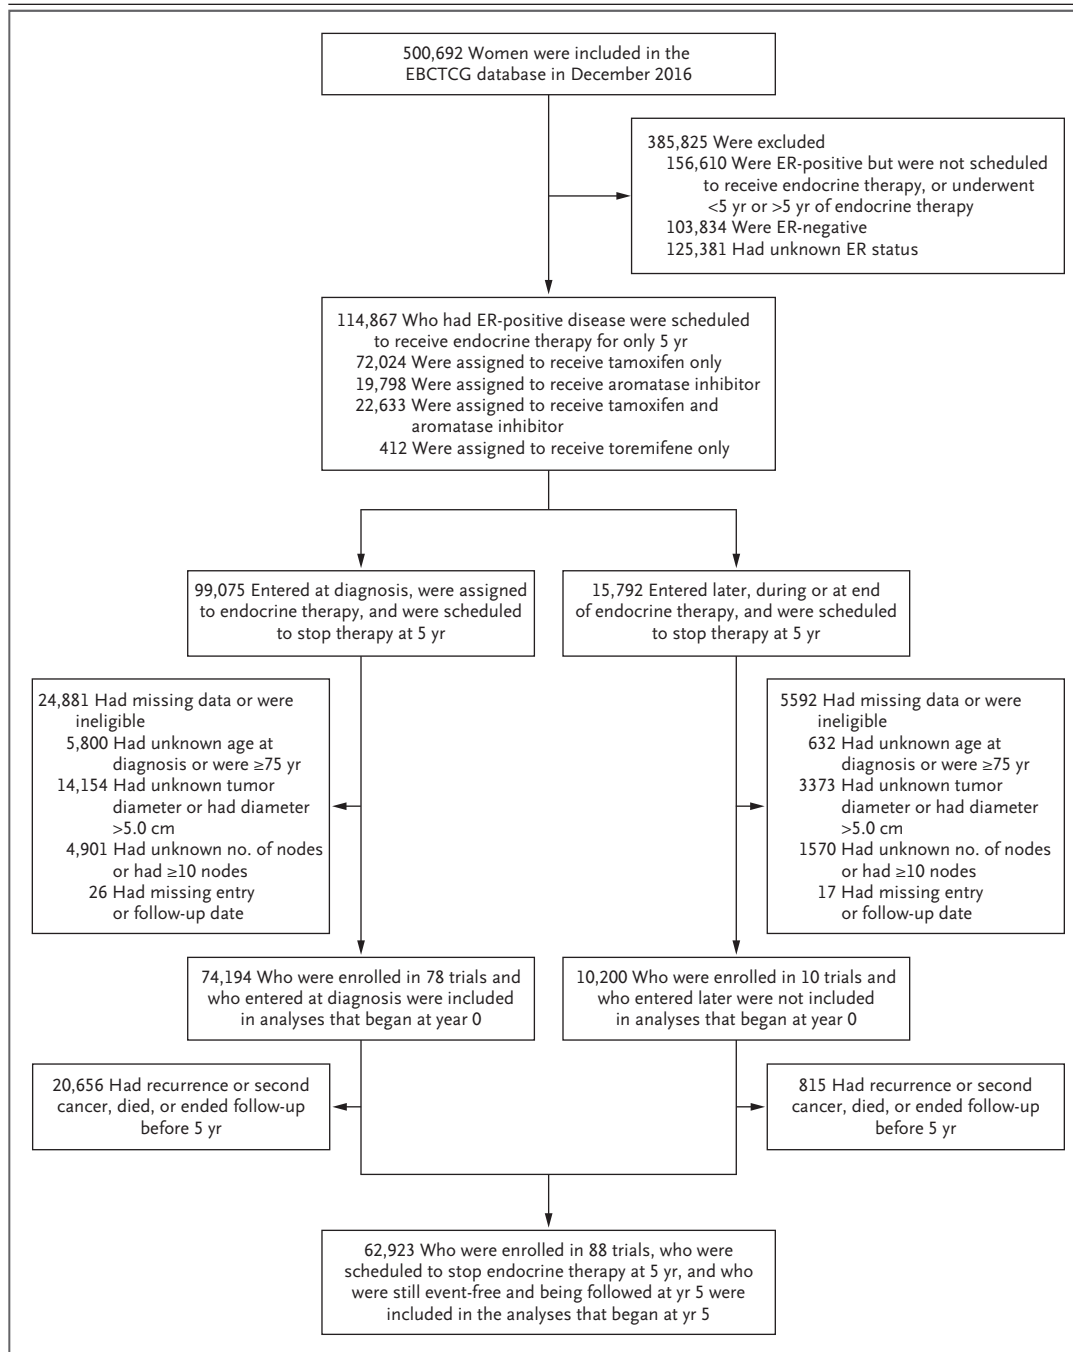 500,692 Women were included in the
EBCTCG database in December 2016
385,825 Were excluded
156,610 Were ER-positive but were not scheduled
to receive endocrine therapy, or underwent
<5 yr or >5 yr of endocrine therapy
103,834 Were ER-negative
125,381 Had unknown ER status
114,867 Who had ER-positive disease were scheduled
to receive endocrine therapy for only 5 yr
72,024 Were assigned to receive tamoxifen only
19,798 Were assigned to receive aromatase inhibitor
22,633 Were assigned to receive tamoxifen and
aromatase inhibitor
412 Were assigned to receive toremifene only
99,075 Entered at diagnosis, were assigned
to endocrine therapy, and were scheduled
to stop therapy at 5 yr
15,792 Entered later, during or at end
of endocrine therapy, and were scheduled
to stop therapy at 5 yr
24,881 Had missing data or were
ineligible
5,800 Had unknown age at
diagnosis or were ≥75 yr
14,154 Had unknown tumor
diameter or had diameter
>5.0 cm
4,901 Had unknown no. of nodes
or had ≥10 nodes
26 Had missing entry
or follow-up date
5592 Had missing data or were
ineligible
632 Had unknown age at
diagnosis or were ≥75 yr
3373 Had unknown tumor
diameter or had diameter
>5.0 cm
1570 Had unknown no. of nodes
or had ≥10 nodes
17 Had missing entry
or follow-up date
74,194 Who were enrolled in 78 trials and
who entered at diagnosis were included
in analyses that began at year 0
10,200 Who were enrolled in 10 trials and
who entered later were not included
in analyses that began at year 0
20,656 Had recurrence or second
cancer, died, or ended follow-up
before 5 yr
815 Had recurrence or second
cancer, died, or ended follow-up
before 5 yr
62,923 Who were enrolled in 88 trials, who were
scheduled to stop endocrine therapy at 5 yr, and who
were still event-free and being followed at yr 5 were
included in the analyses that began at yr 5